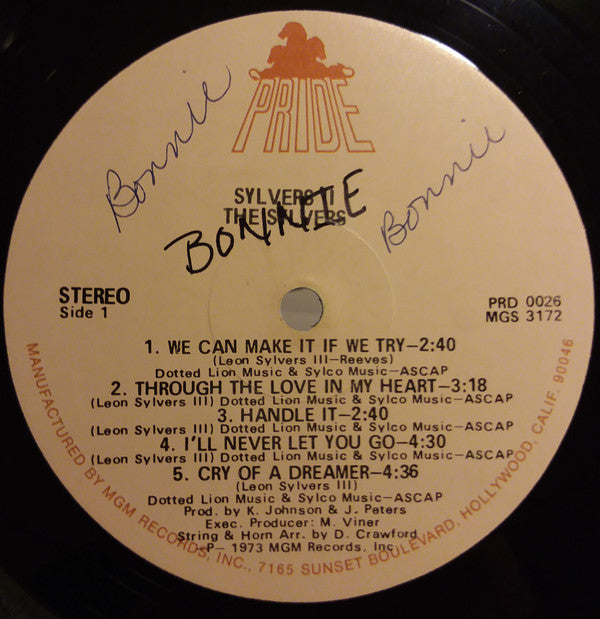 PRIDE
Bonnie
Bonnie
SYLVERS II
THE SYLVERS
BONNIE
STEREO
Side 1
PRD 0026
MGS 3172
1. WE CAN MAKE IT IF WE TRY—2:40
(Leon Sylvers III—Reeves)
Dotted Lion Music & Sylco Music—ASCAP
2. THROUGH THE LOVE IN MY HEART—3:18
(Leon Sylvers III) Dotted Lion Music & Sylco Music—ASCAP
3. HANDLE IT—2:40
(Leon Sylvers III) Dotted Lion Music & Sylco Music—ASCAP
4. I'LL NEVER LET YOU GO—4:30
(Leon Sylvers III) Dotted Lion Music & Sylco Music—ASCAP
5. CRY OF A DREAMER—4:36
(Leon Sylvers III)
Dotted Lion Music & Sylco Music—ASCAP
Prod. by K. Johnson & J. Peters
Exec. Producer: M. Viner
String & Horn Arr. by D. Crawford
—P— 1973 MGM Records, Inc.
MANUFACTURED BY MGM RECORDS, INC., 7165 SUNSET BOULEVARD, HOLLYWOOD, CALIF. 90046